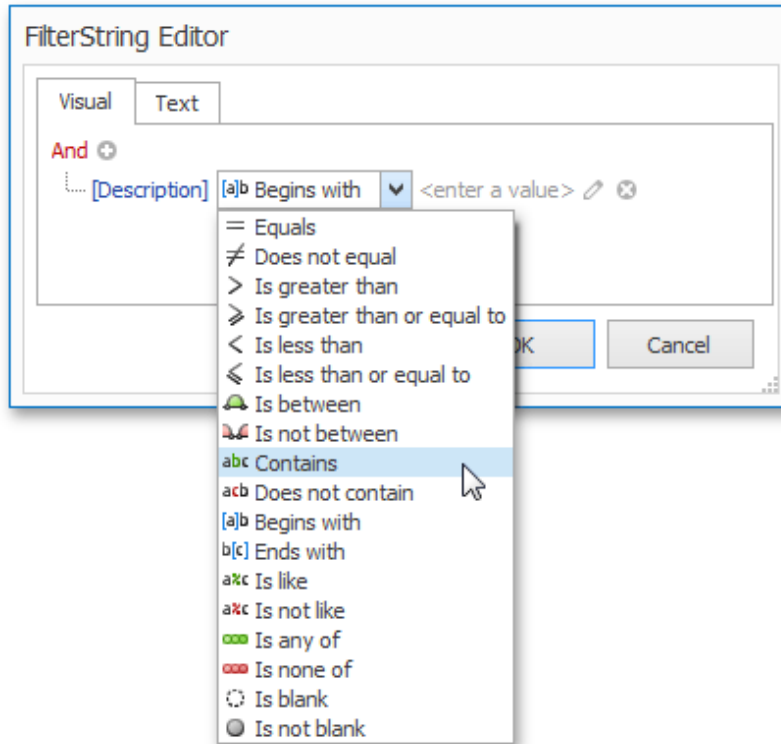 FilterString Editor
Visual Text
And
[Description] [a]b Begins with <enter a value>
= Equals
≠ Does not equal
> Is greater than
⩾ Is greater than or equal to
< Is less than
⩽ Is less than or equal to
Is between
Is not between
abc Contains
acb Does not contain
[a]b Begins with
b[c] Ends with
a%c Is like
a%c Is not like
Is any of
Is none of
Is blank
Is not blank
Cancel